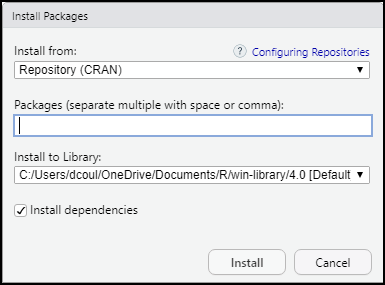 Install Packages
Install from:
? Configuring Repositories
Repository (CRAN)
Packages (separate multiple with space or comma):
Install to Library:
C:/Users/dcoul/OneDrive/Documents/R/win-library/4.0 [Default
Install dependencies
Install Cancel